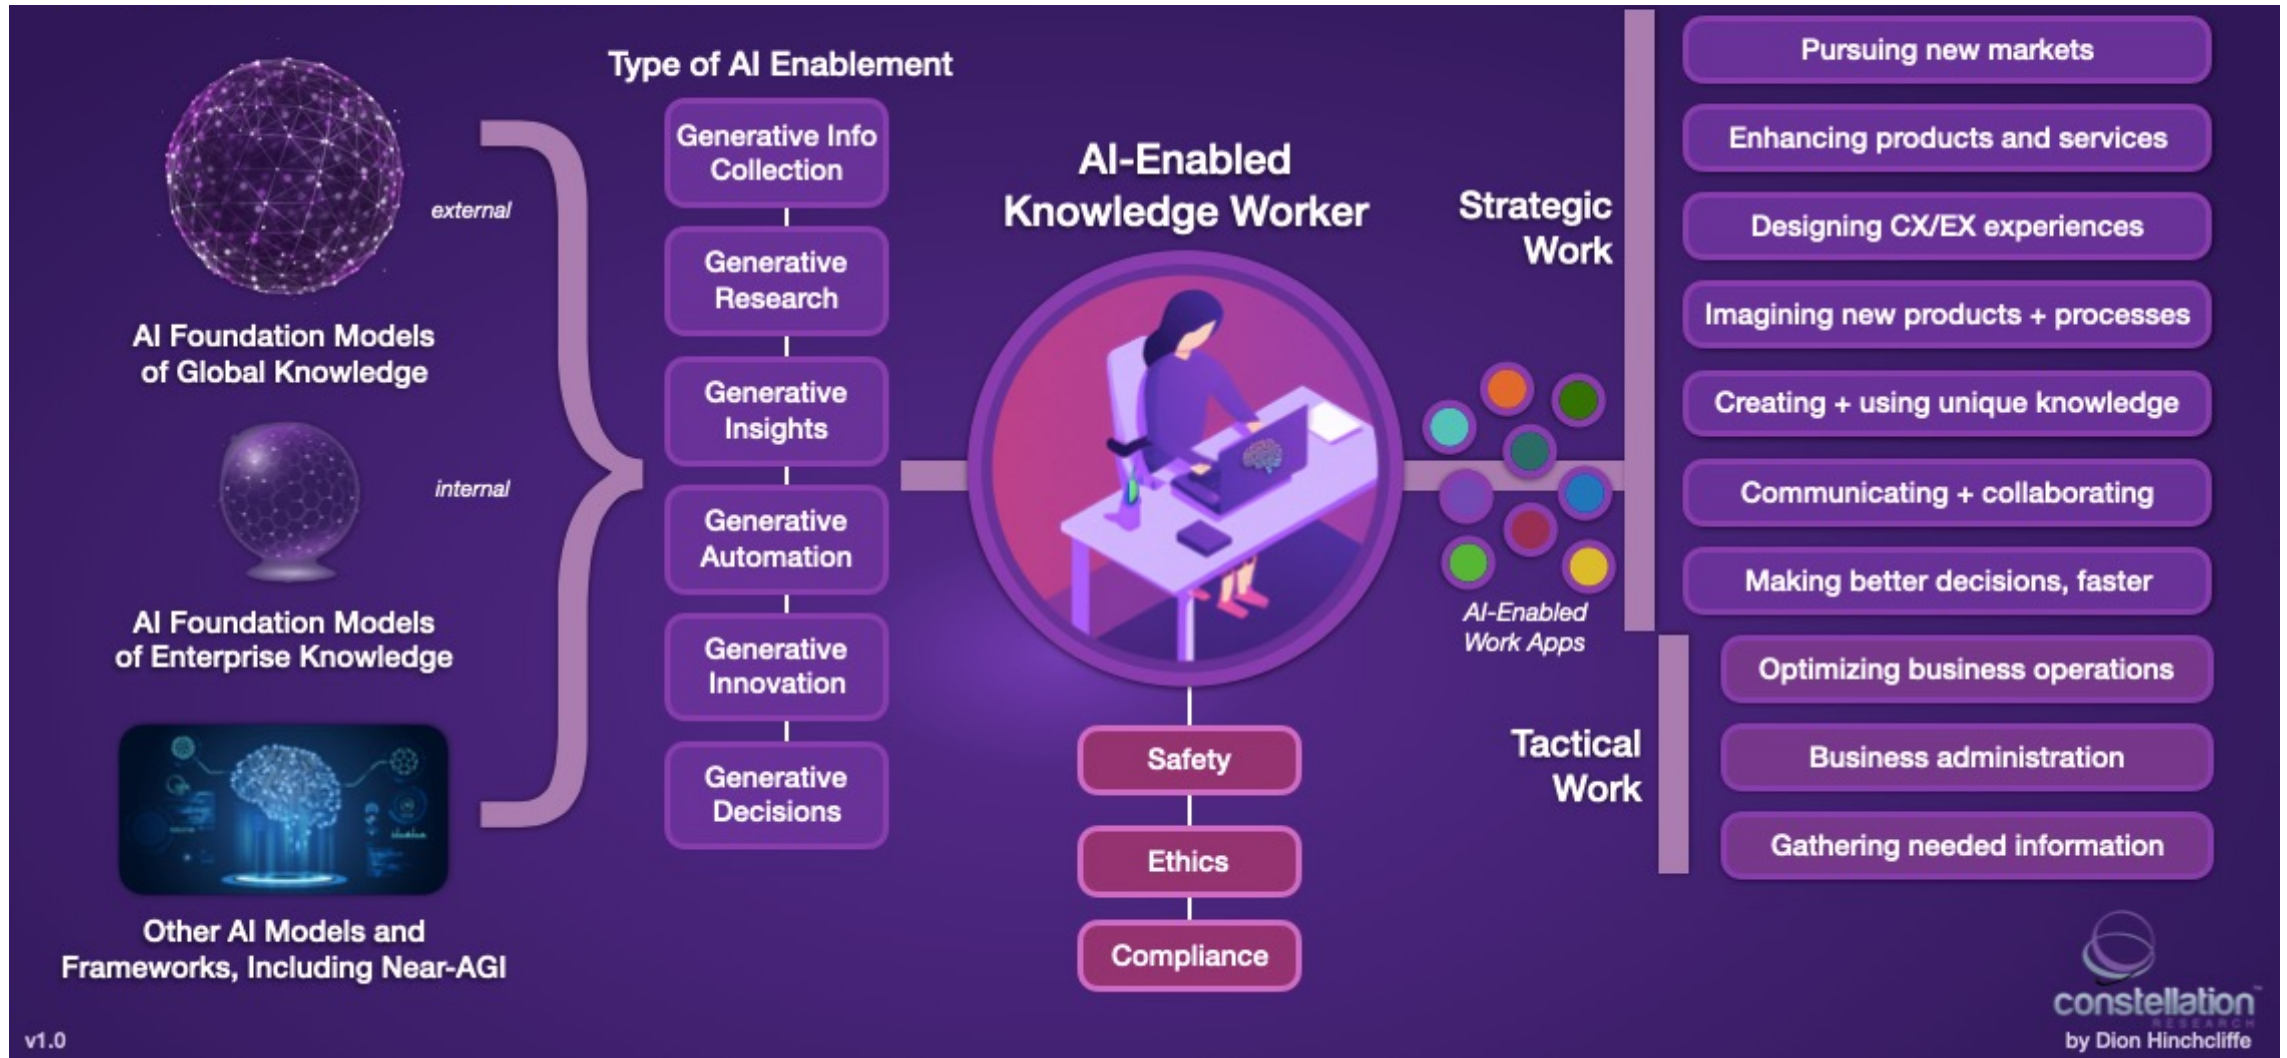 Type of AI Enablement
Generative Info
Collection
Generative
Research
Generative
Insights
Generative
Automation
Generative
Innovation
Generative
Decisions
external
AI Foundation Models
of Global Knowledge
internal
AI Foundation Models
of Enterprise Knowledge
Other AI Models and
Frameworks, Including Near-AGI
AI-Enabled
Knowledge Worker
Safety
Ethics
Compliance
AI-Enabled
Work Apps
Strategic
Work
Pursuing new markets
Enhancing products and services
Designing CX/EX experiences
Imagining new products + processes
Creating + using unique knowledge
Communicating + collaborating
Making better decisions, faster
Tactical
Work
Optimizing business operations
Business administration
Gathering needed information
constellation™
RESEARCH
by Dion Hinchcliffe
v1.0